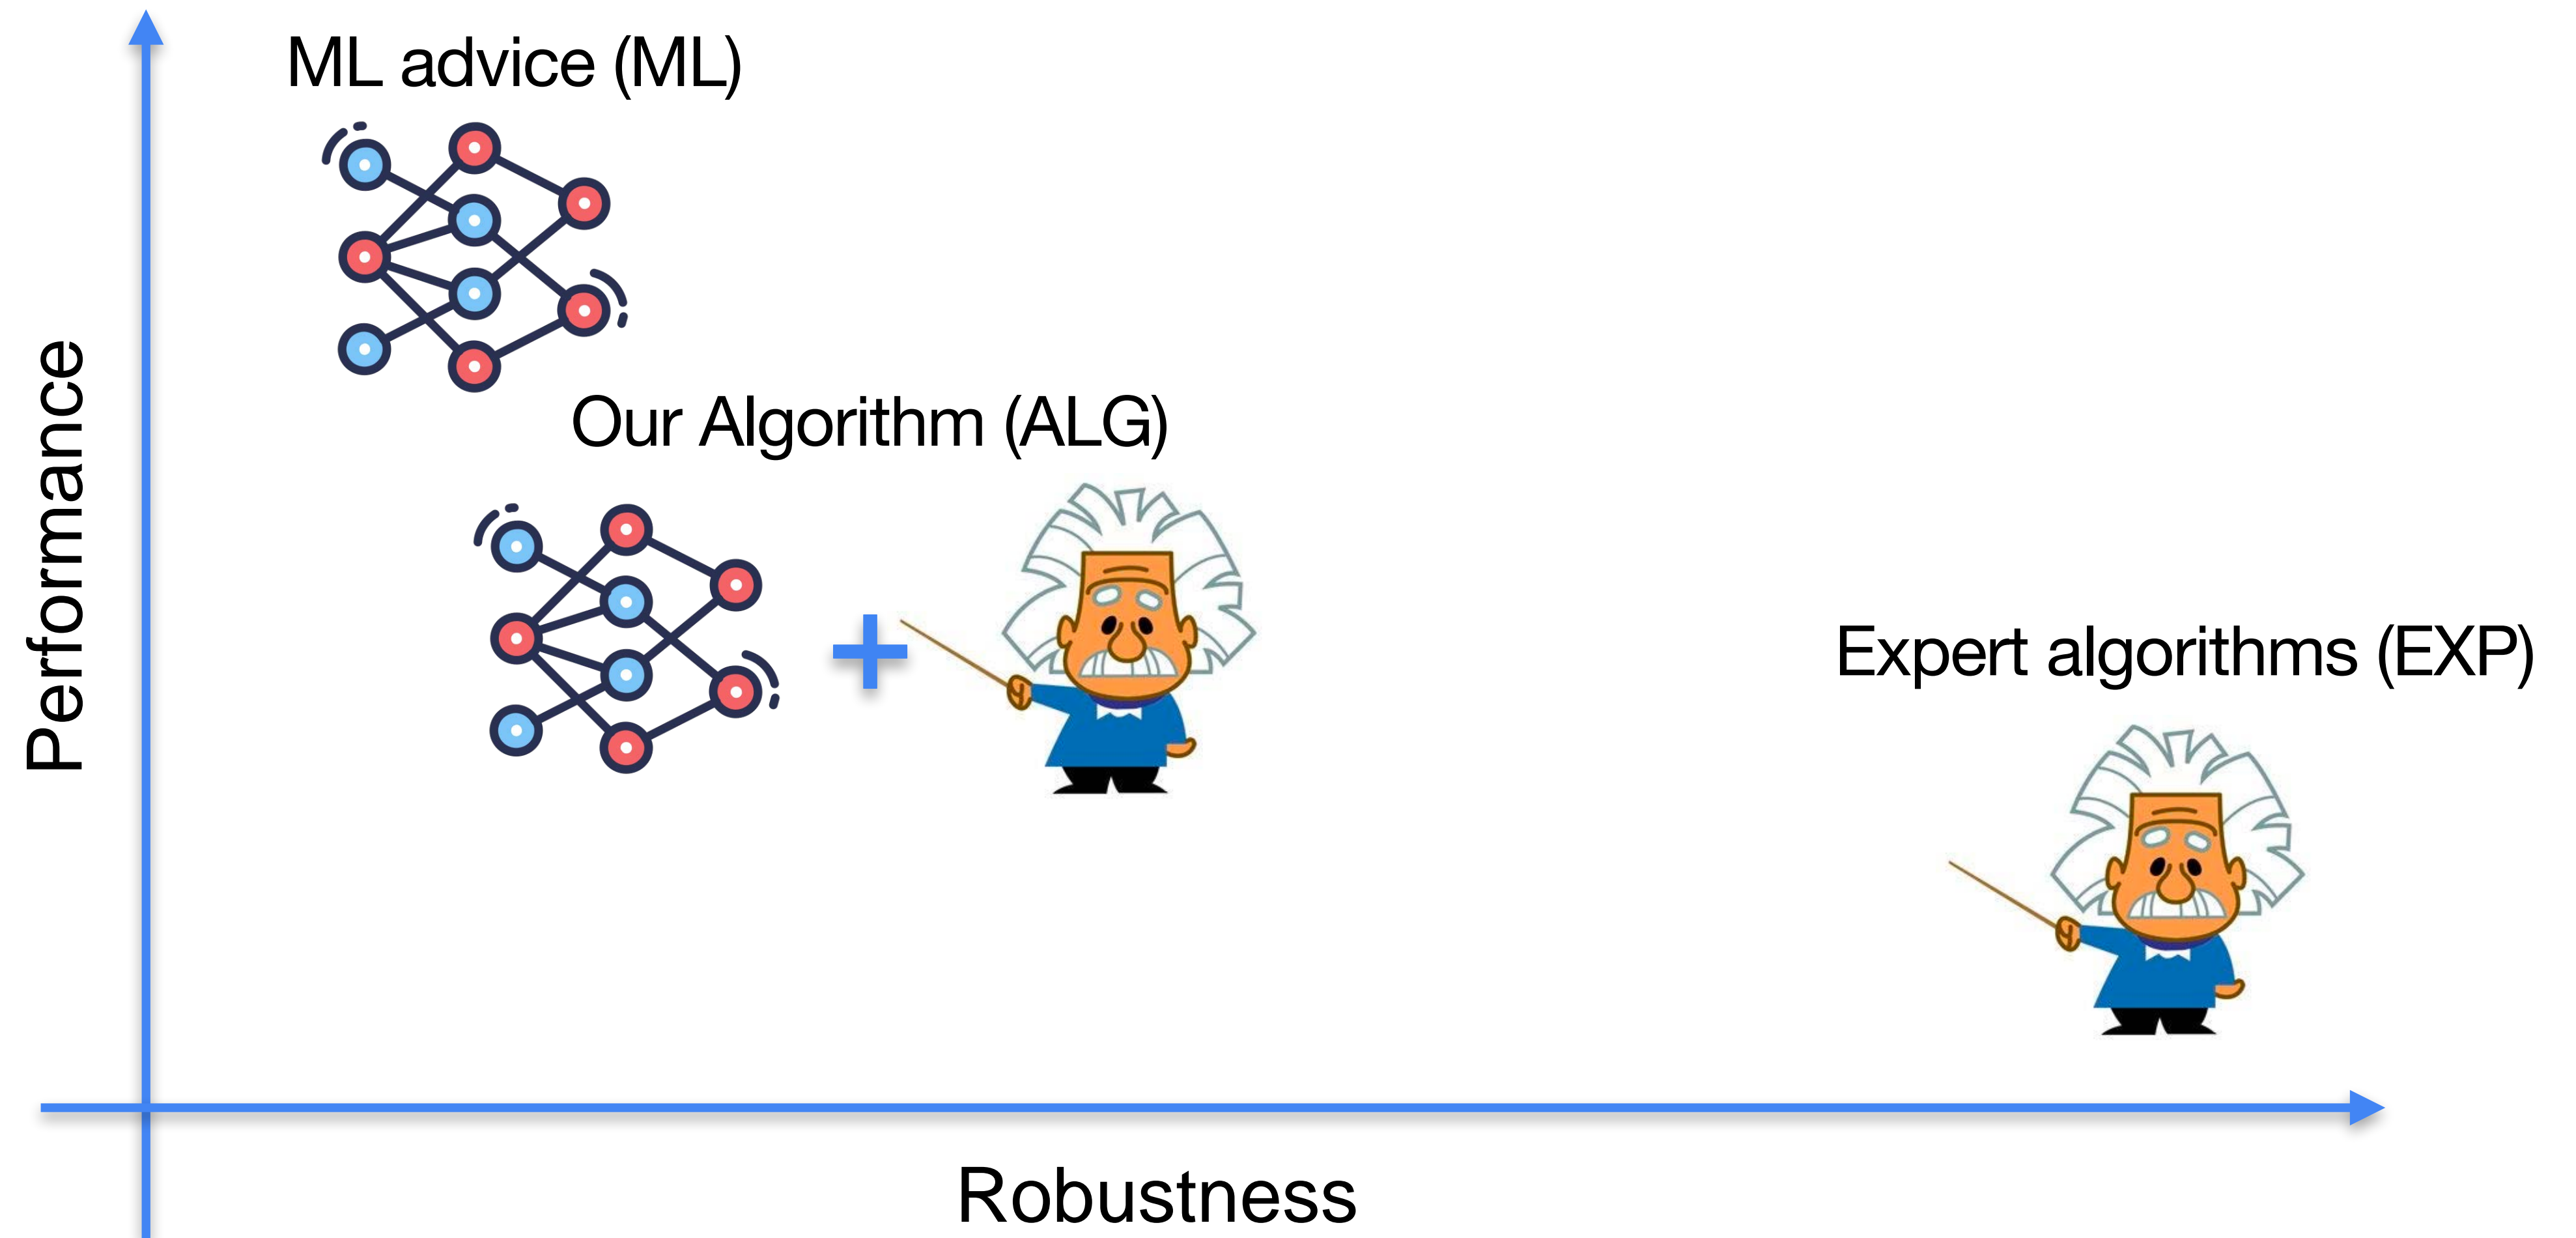 ML advice (ML)
Our Algorithm (ALG)
Expert algorithms (EXP)
Performance
Robustness